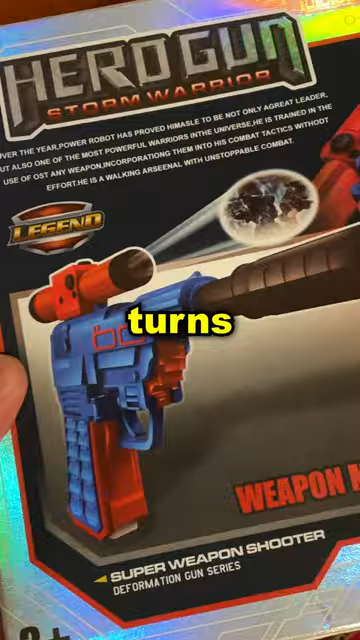 HERO GUN
STORM WARRIOR
VER THE YEAR,POWER ROBOT HAS PROVED HIMASLE TO BE NOT ONLY AGREAT LEADER,
UT ALSO ONE OF THE MOST POWERFUL WARRIORS INTHE UNIVERSE,HE IS TRAINED IN THE
USE OF OST ANY WEAPON,INCORPORATIONG THEM INTO HIS COMBAT TACTICS WITHODT
EFFORT.HE IS A WALKING ARSEENAL WITH UNSTOPPABLE COMBAT.
LEGEND
turns
WEAPON
SUPER WEAPON SHOOTER
DEFORMATION GUN SERIES